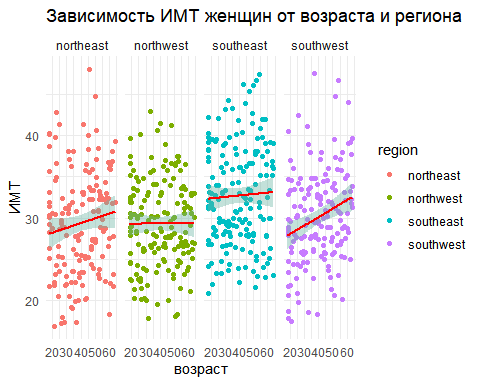 Зависимость ИМТ женщин от возраста и региона
northeast northwest southeast southwest
40
30
20
ИМТ
2030405060 2030405060 2030405060 2030405060
возраст
region
northeast
northwest
southeast
southwest